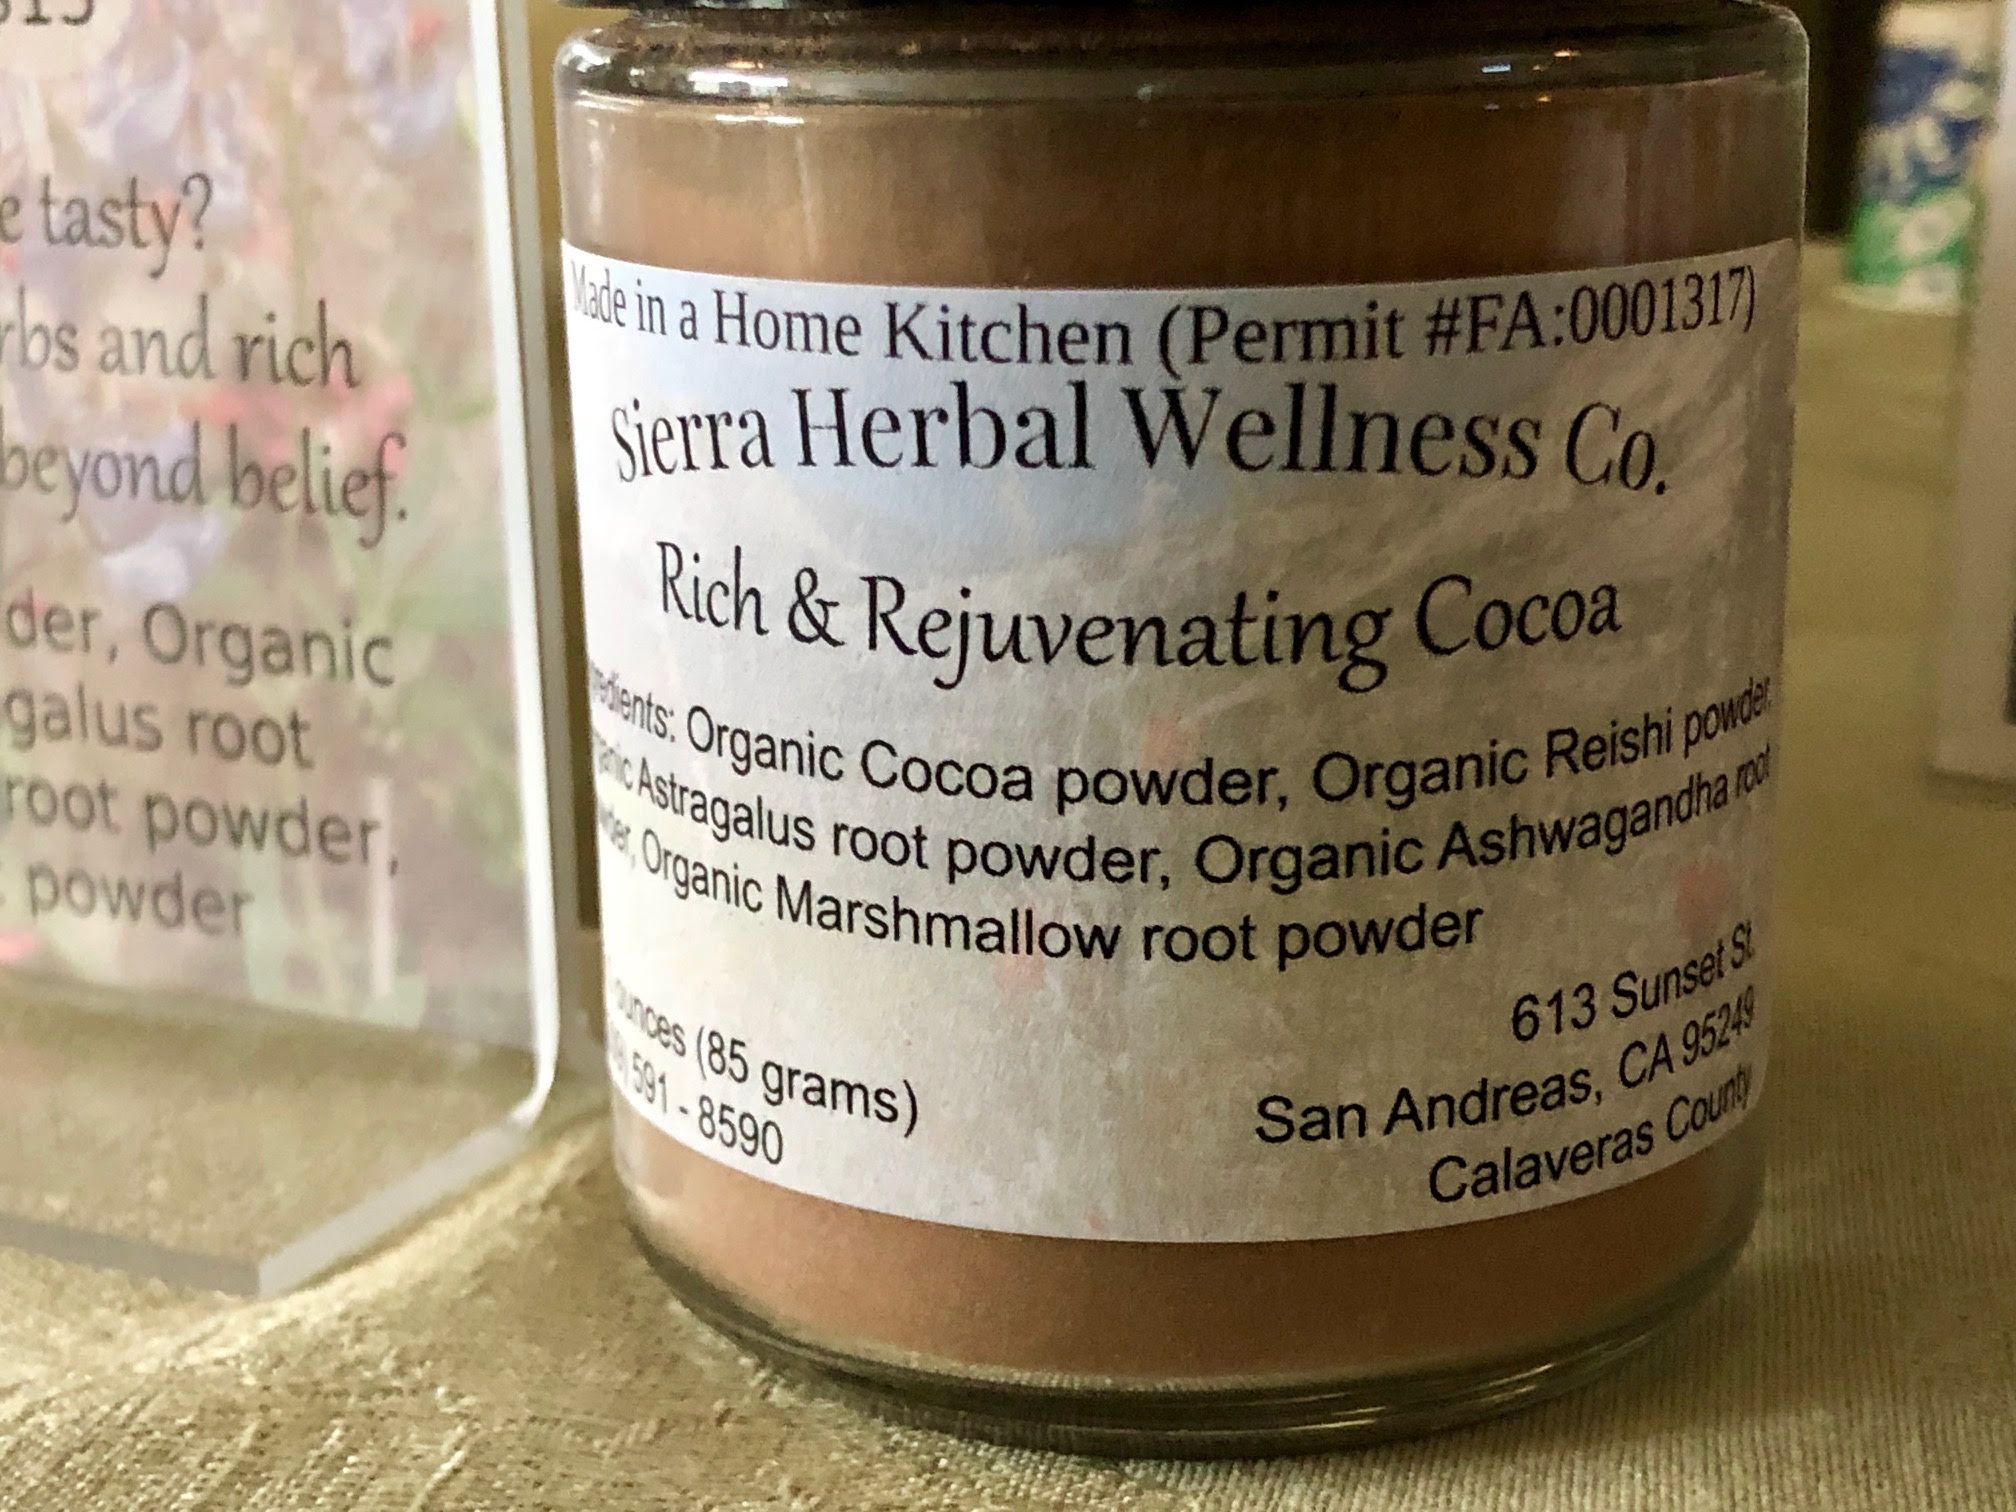 e tasty?
rbs and rich
beyond belief.
der, Organic
galus root
root powder,
powder
Made in a Home Kitchen (Permit #FA:0001317)
Sierra Herbal Wellness Co.
Rich & Rejuvenating Cocoa
redients: Organic Cocoa powder, Organic Reishi powder,
anic Astragalus root powder, Organic Ashwagandha root
wder, Organic Marshmallow root powder
ounces (85 grams)
591 - 8590
613 Sunset St.
San Andreas, CA 95249
Calaveras County